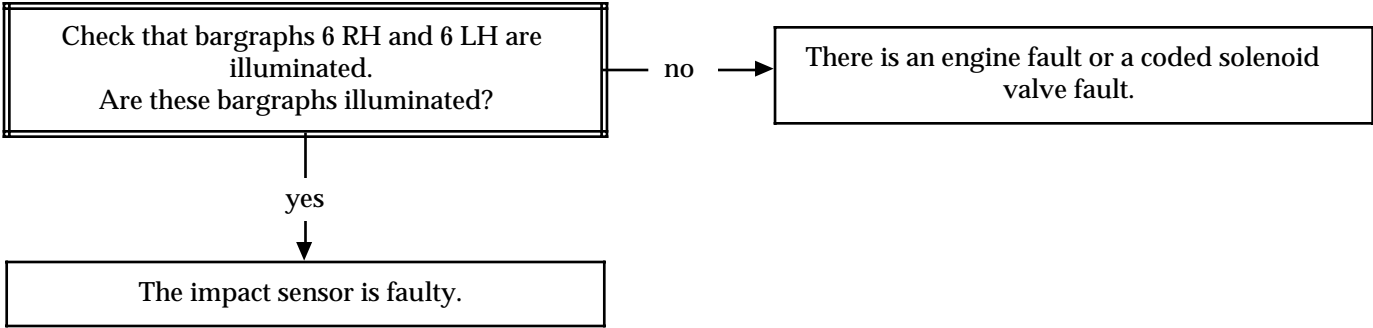 Check that bargraphs 6 RH and 6 LH are
illuminated.
Are these bargraphs illuminated?
no
There is an engine fault or a coded solenoid
valve fault.
yes
The impact sensor is faulty.